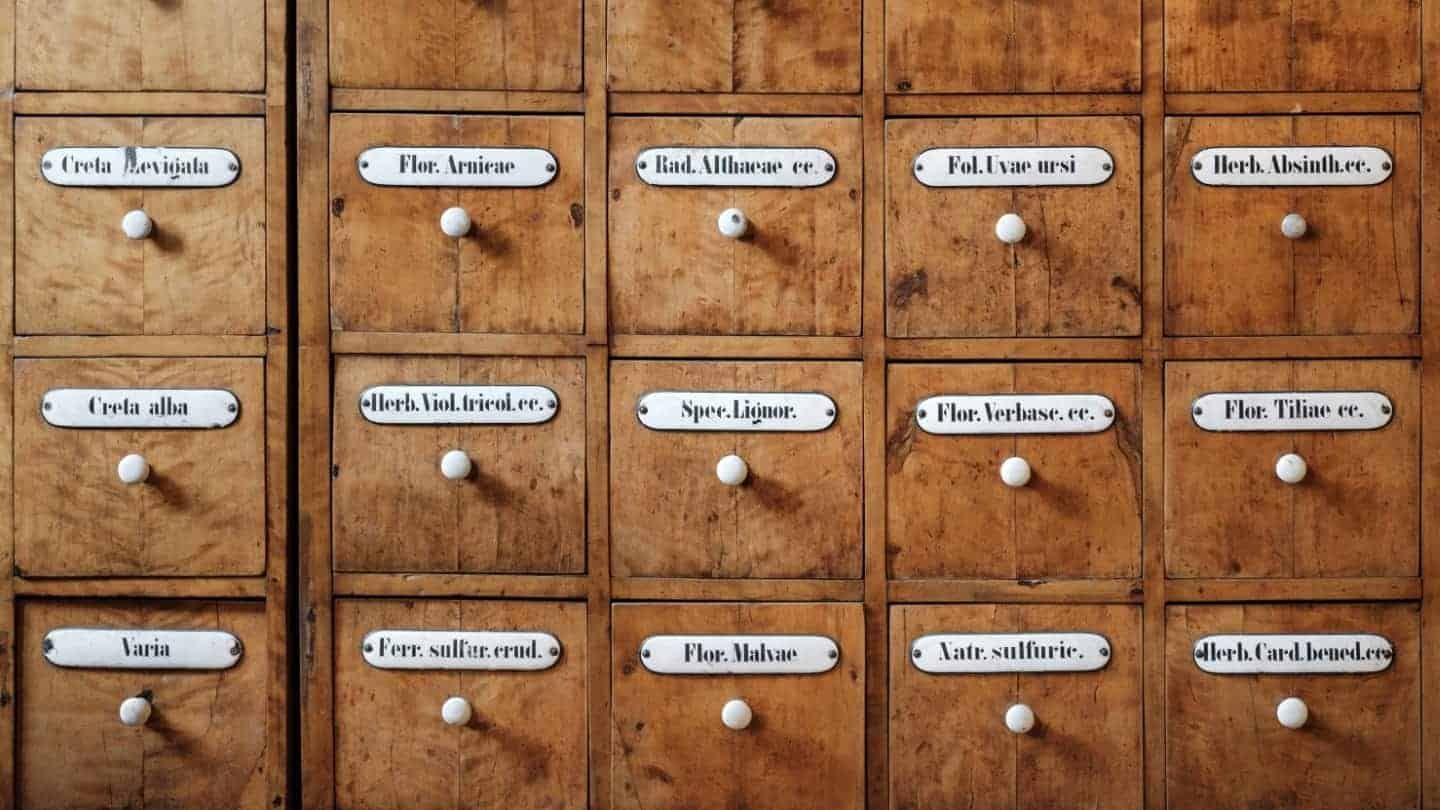 Creta Levigata
Flor. Arnicae
Rad. Althaeae cc.
Fol. Uvae ursi
Herb. Absinth. cc.
Creta alba
Herb. Viol. tricol. cc.
Spec. Lignor.
Flor. Verbasc. cc.
Flor. Tiliae cc.
Varia
Ferr. sulfur. crud.
Flor. Malvae
Natr. sulfuric.
Herb. Card. bened. cc.